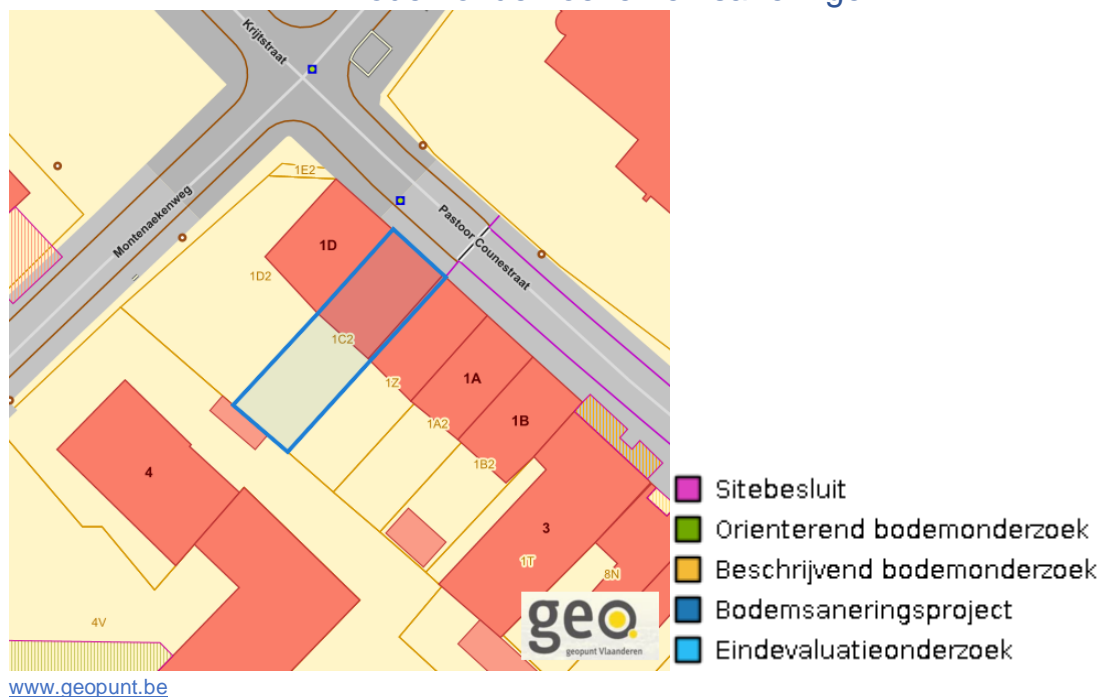 Krijtstraat
1E2
Montenaekenweg
Pastoor Counestraat
1D
1D2
1C2
1Z
1A
1A2
1B
1B2
4
3
1T
8N
4V
geo.
geopunt Vlaanderen
Sitebesluit
Orienterend bodemonderzoek
Beschrijvend bodemonderzoek
Bodemsaneringsproject
Eindevaluatieonderzoek
www.geopunt.be